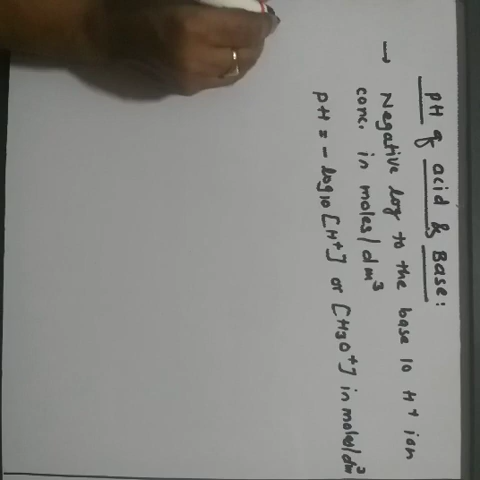 pH of acid & Base:
→ Negative log to the base 10 H+ ion
conc. in moles/dm³
pH = - log10 [H+] or [H3O+] in moles/dm³